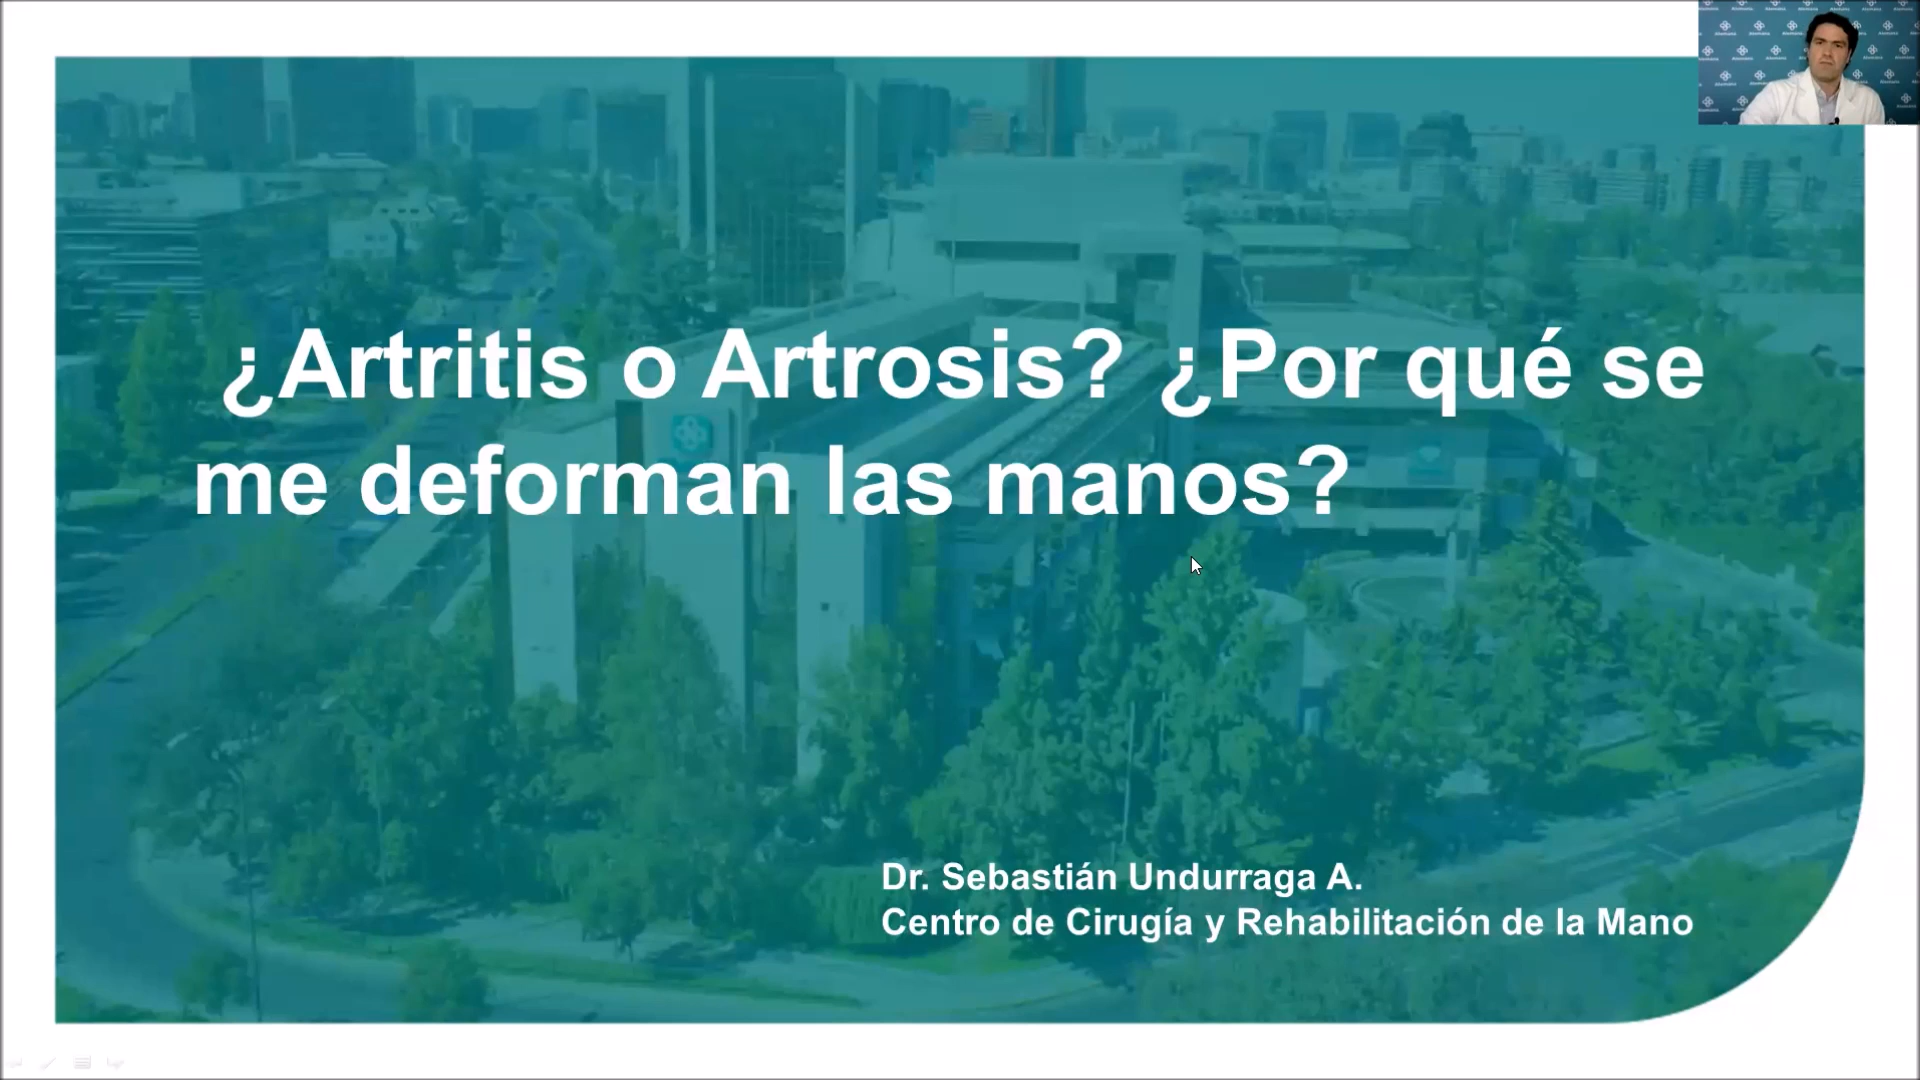 ¿Artritis o Artrosis? ¿Por qué se
me deforman las manos?
Dr. Sebastián Undurraga A.
Centro de Cirugía y Rehabilitación de la Mano